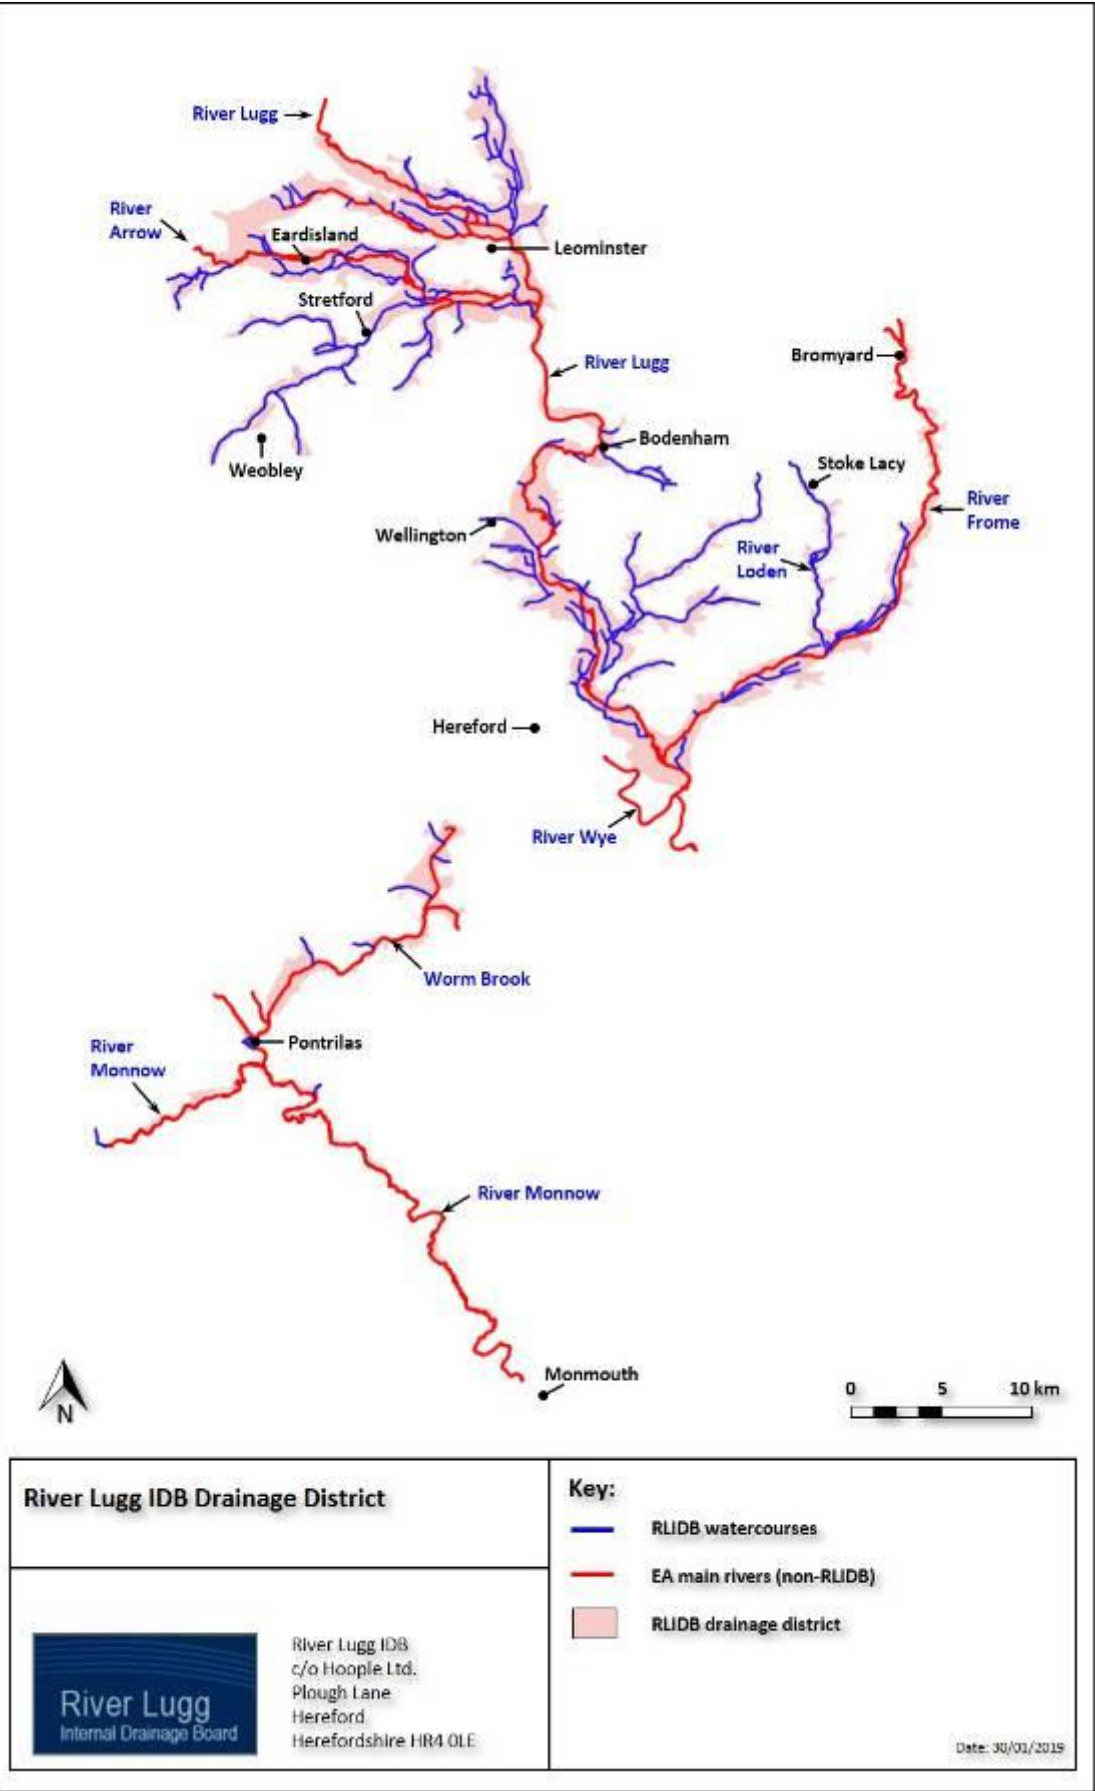 River Lugg
River
Arrow
Eardisland
Leominster
Stretford
Bromyard
River Lugg
Bodenham
Stoke Lacy
Weobley
River
Frome
Wellington
River
Loden
Hereford
River Wye
Worm Brook
Pontrilas
River
Monnow
River Monnow
Monmouth
N
0 5 10 km
River Lugg IDB Drainage District
Key:
RLIDB watercourses
EA main rivers (non-RLIDB)
RLIDB drainage district
River Lugg
Internal Drainage Board
River Lugg IDB
c/o Hoople Ltd.
Plough Lane
Hereford
Herefordshire HR4 0LE
Date: 30/01/2019